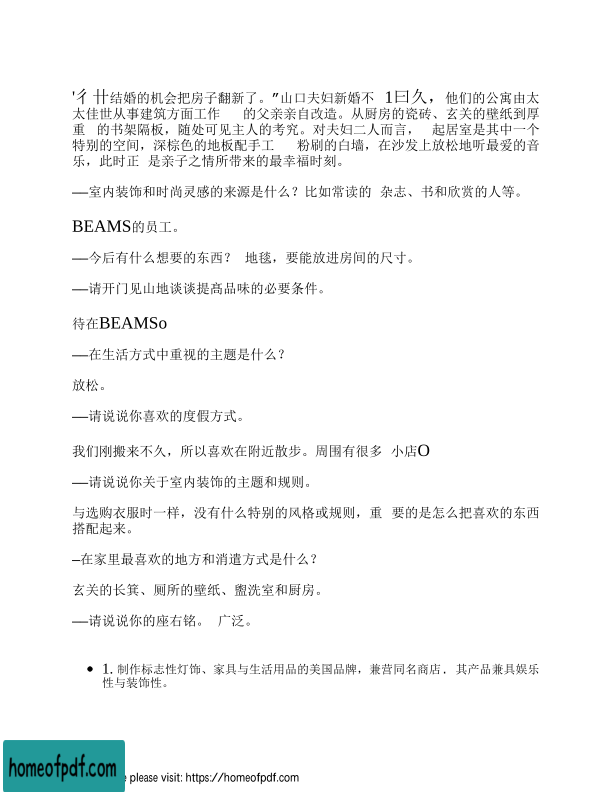 '彳卄结婚的机会把房子翻新了。”山口夫妇新婚不 1曰久，他们的公寓由太
太佳世从事建筑方面工作 的父亲亲自改造。从厨房的瓷砖、玄关的壁纸到厚
重 的书架隔板，随处可见主人的考究。对夫妇二人而言， 起居室是其中一个
特别的空间，深棕色的地板配手工 粉刷的白墙，在沙发上放松地听最爱的音
乐，此时正 是亲子之情所带来的最幸福时刻。
—室内装饰和时尚灵感的来源是什么？比如常读的 杂志、书和欣赏的人等。
BEAMS的员工。
—今后有什么想要的东西？ 地毯，要能放进房间的尺寸。
—请开门见山地谈谈提高品味的必要条件。
待在BEAMSo
—在生活方式中重视的主题是什么？
放松。
—请说说你喜欢的度假方式。
我们刚搬来不久，所以喜欢在附近散步。周围有很多 小店O
—请说说你关于室内装饰的主题和规则。
与选购衣服时一样，没有什么特别的风格或规则，重 要的是怎么把喜欢的东西
搭配起来。
–在家里最喜欢的地方和消遣方式是什么？
玄关的长箕、厕所的壁纸、盥洗室和厨房。
—请说说你的座右铭。 广泛。
• 1. 制作标志性灯饰、家具与生活用品的美国品牌，兼营同名商店．其产品兼具娱乐
性与装饰性。
homeofpdf.com
e please visit: https://homeofpdf.com